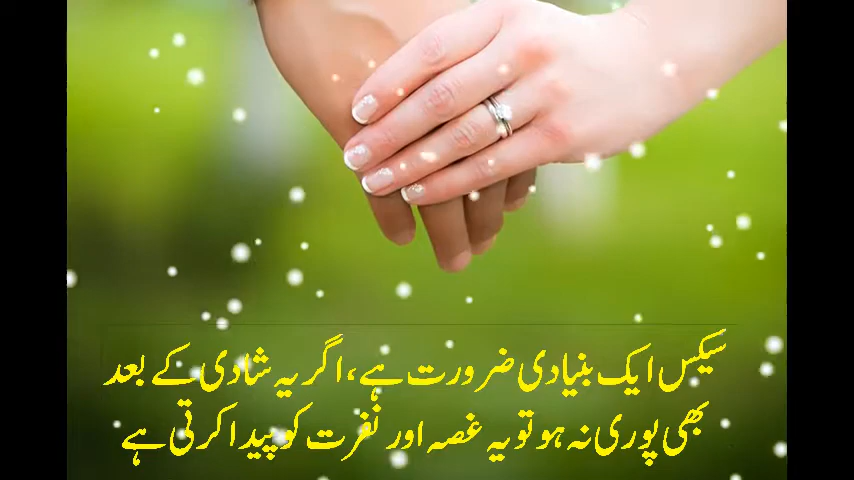 سیکس ایک بنیادی ضرورت ہے، اگر یہ شادی کے بعد
بھی پوری نہ ہو تو یہ غصہ اور نفرت کو پیدا کرتی ہے